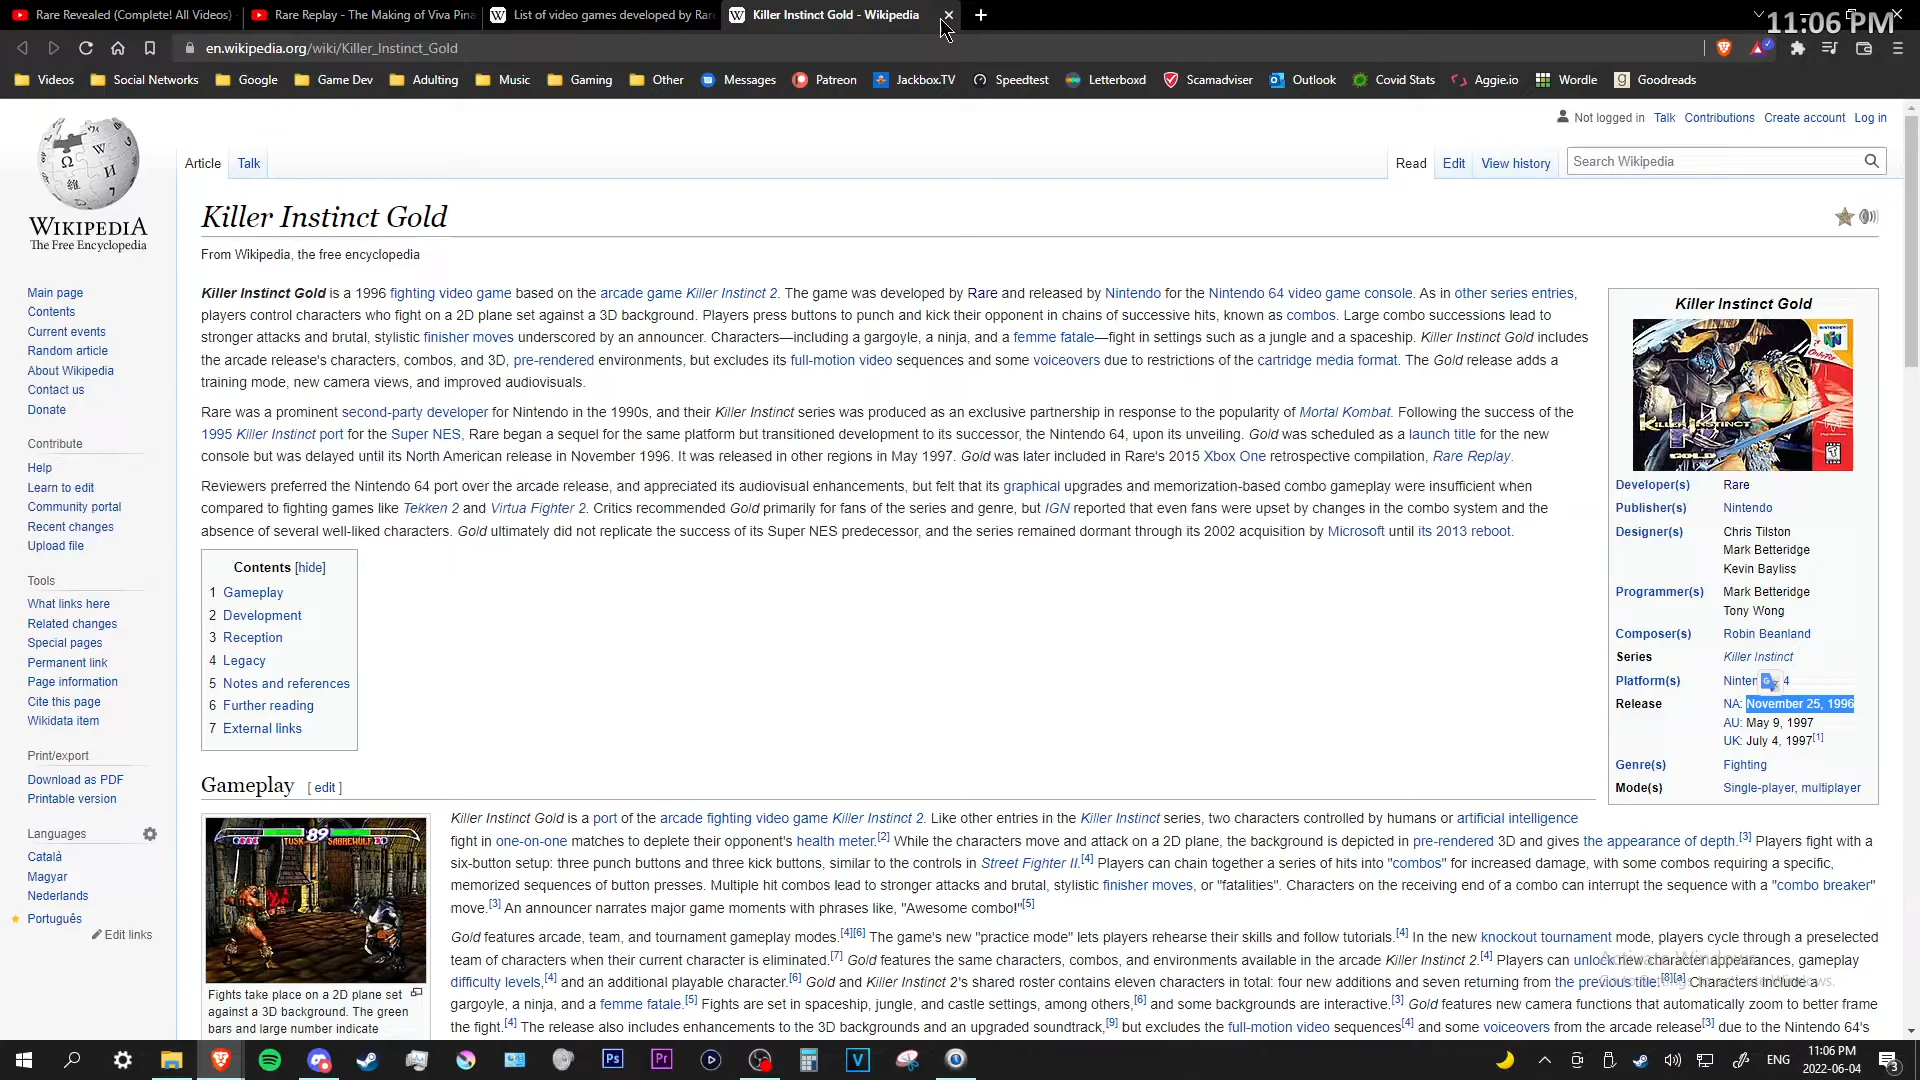 Rare Revealed (Complete! All Videos)
Rare Replay - The Making of Viva Pina
List of video games developed by Rare
Killer Instinct Gold - Wikipedia
11:06 PM
en.wikipedia.org/wiki/Killer_Instinct_Gold
Videos
Social Networks
Google
Game Dev
Adulting
Music
Gaming
Other
Messages
Patreon
Jackbox.TV
Speedtest
Letterboxd
Scamadviser
Outlook
Covid Stats
Aggie.io
Wordle
Goodreads
Not logged in Talk Contributions Create account Log in
WIKIPEDIA
The Free Encyclopedia
Article Talk
Read Edit View history
Search Wikipedia
Main page
Contents
Current events
Random article
About Wikipedia
Contact us
Donate
Contribute
Help
Learn to edit
Community portal
Recent changes
Upload file
Tools
What links here
Related changes
Special pages
Permanent link
Page information
Cite this page
Wikidata item
Print/export
Download as PDF
Printable version
Languages
Català
Magyar
Nederlands
Português
Edit links
Killer Instinct Gold
From Wikipedia, the free encyclopedia
Killer Instinct Gold is a 1996 fighting video game based on the arcade game Killer Instinct 2. The game was developed by Rare and released by Nintendo for the Nintendo 64 video game console. As in other series entries,
players control characters who fight on a 2D plane set against a 3D background. Players press buttons to punch and kick their opponent in chains of successive hits, known as combos. Large combo successions lead to
stronger attacks and brutal, stylistic finisher moves underscored by an announcer. Characters—including a gargoyle, a ninja, and a femme fatale—fight in settings such as a jungle and a spaceship. Killer Instinct Gold includes
the arcade release's characters, combos, and 3D, pre-rendered environments, but excludes its full-motion video sequences and some voiceovers due to restrictions of the cartridge media format. The Gold release adds a
training mode, new camera views, and improved audiovisuals.
Rare was a prominent second-party developer for Nintendo in the 1990s, and their Killer Instinct series was produced as an exclusive partnership in response to the popularity of Mortal Kombat. Following the success of the
1995 Killer Instinct port for the Super NES, Rare began a sequel for the same platform but transitioned development to its successor, the Nintendo 64, upon its unveiling. Gold was scheduled as a launch title for the new
console but was delayed until its North American release in November 1996. It was released in other regions in May 1997. Gold was later included in Rare's 2015 Xbox One retrospective compilation, Rare Replay.
Reviewers preferred the Nintendo 64 port over the arcade release, and appreciated its audiovisual enhancements, but felt that its graphical upgrades and memorization-based combo gameplay were insufficient when
compared to fighting games like Tekken 2 and Virtua Fighter 2. Critics recommended Gold primarily for fans of the series and genre, but IGN reported that even fans were upset by changes in the combo system and the
absence of several well-liked characters. Gold ultimately did not replicate the success of its Super NES predecessor, and the series remained dormant through its 2002 acquisition by Microsoft until its 2013 reboot.
Contents [hide]
1 Gameplay
2 Development
3 Reception
4 Legacy
5 Notes and references
6 Further reading
7 External links
Killer Instinct Gold
KILLER INSTINCT
GOLD
Developer(s) Rare
Publisher(s) Nintendo
Designer(s) Chris Tilston
Mark Betteridge
Kevin Bayliss
Programmer(s) Mark Betteridge
Tony Wong
Composer(s) Robin Beanland
Series Killer Instinct
Platform(s) Ninten 4
Release NA: November 25, 1996
AU: May 9, 1997
UK: July 4, 1997[1]
Genre(s) Fighting
Mode(s) Single-player, multiplayer
Gameplay [ edit ]
89
TUSK SABREWULF
Fights take place on a 2D plane set
against a 3D background. The green
bars and large number indicate
Killer Instinct Gold is a port of the arcade fighting video game Killer Instinct 2. Like other entries in the Killer Instinct series, two characters controlled by humans or artificial intelligence
fight in one-on-one matches to deplete their opponent's health meter.[2] While the characters move and attack on a 2D plane, the background is depicted in pre-rendered 3D and gives the appearance of depth.[3] Players fight with a
six-button setup: three punch buttons and three kick buttons, similar to the controls in Street Fighter II.[4] Players can chain together a series of hits into "combos" for increased damage, with some combos requiring a specific,
memorized sequences of button presses. Multiple hit combos lead to stronger attacks and brutal, stylistic finisher moves, or "fatalities". Characters on the receiving end of a combo can interrupt the sequence with a "combo breaker"
move.[3] An announcer narrates major game moments with phrases like, "Awesome combo!"[5]
Gold features arcade, team, and tournament gameplay modes.[4][6] The game's new "practice mode" lets players rehearse their skills and follow tutorials.[4] In the new knockout tournament mode, players cycle through a preselected
team of characters when their current character is eliminated.[7] Gold features the same characters, combos, and environments available in the arcade Killer Instinct 2.[4] Players can unlock new character appearances, gameplay
difficulty levels,[4] and an additional playable character.[6] Gold and Killer Instinct 2's shared roster contains eleven characters in total: four new additions and seven returning from the previous title.[8][a] Characters include a
gargoyle, a ninja, and a femme fatale.[5] Fights are set in spaceship, jungle, and castle settings, among others,[6] and some backgrounds are interactive.[3] Gold features new camera functions that automatically zoom to better frame
the fight.[4] The release also includes enhancements to the 3D backgrounds and an upgraded soundtrack,[9] but excludes the full-motion video sequences[4] and some voiceovers from the arcade release[3] due to the Nintendo 64's
Activate Windows
Go to Settings to activate Windows.
ENG
11:06 PM
2022-06-04
3